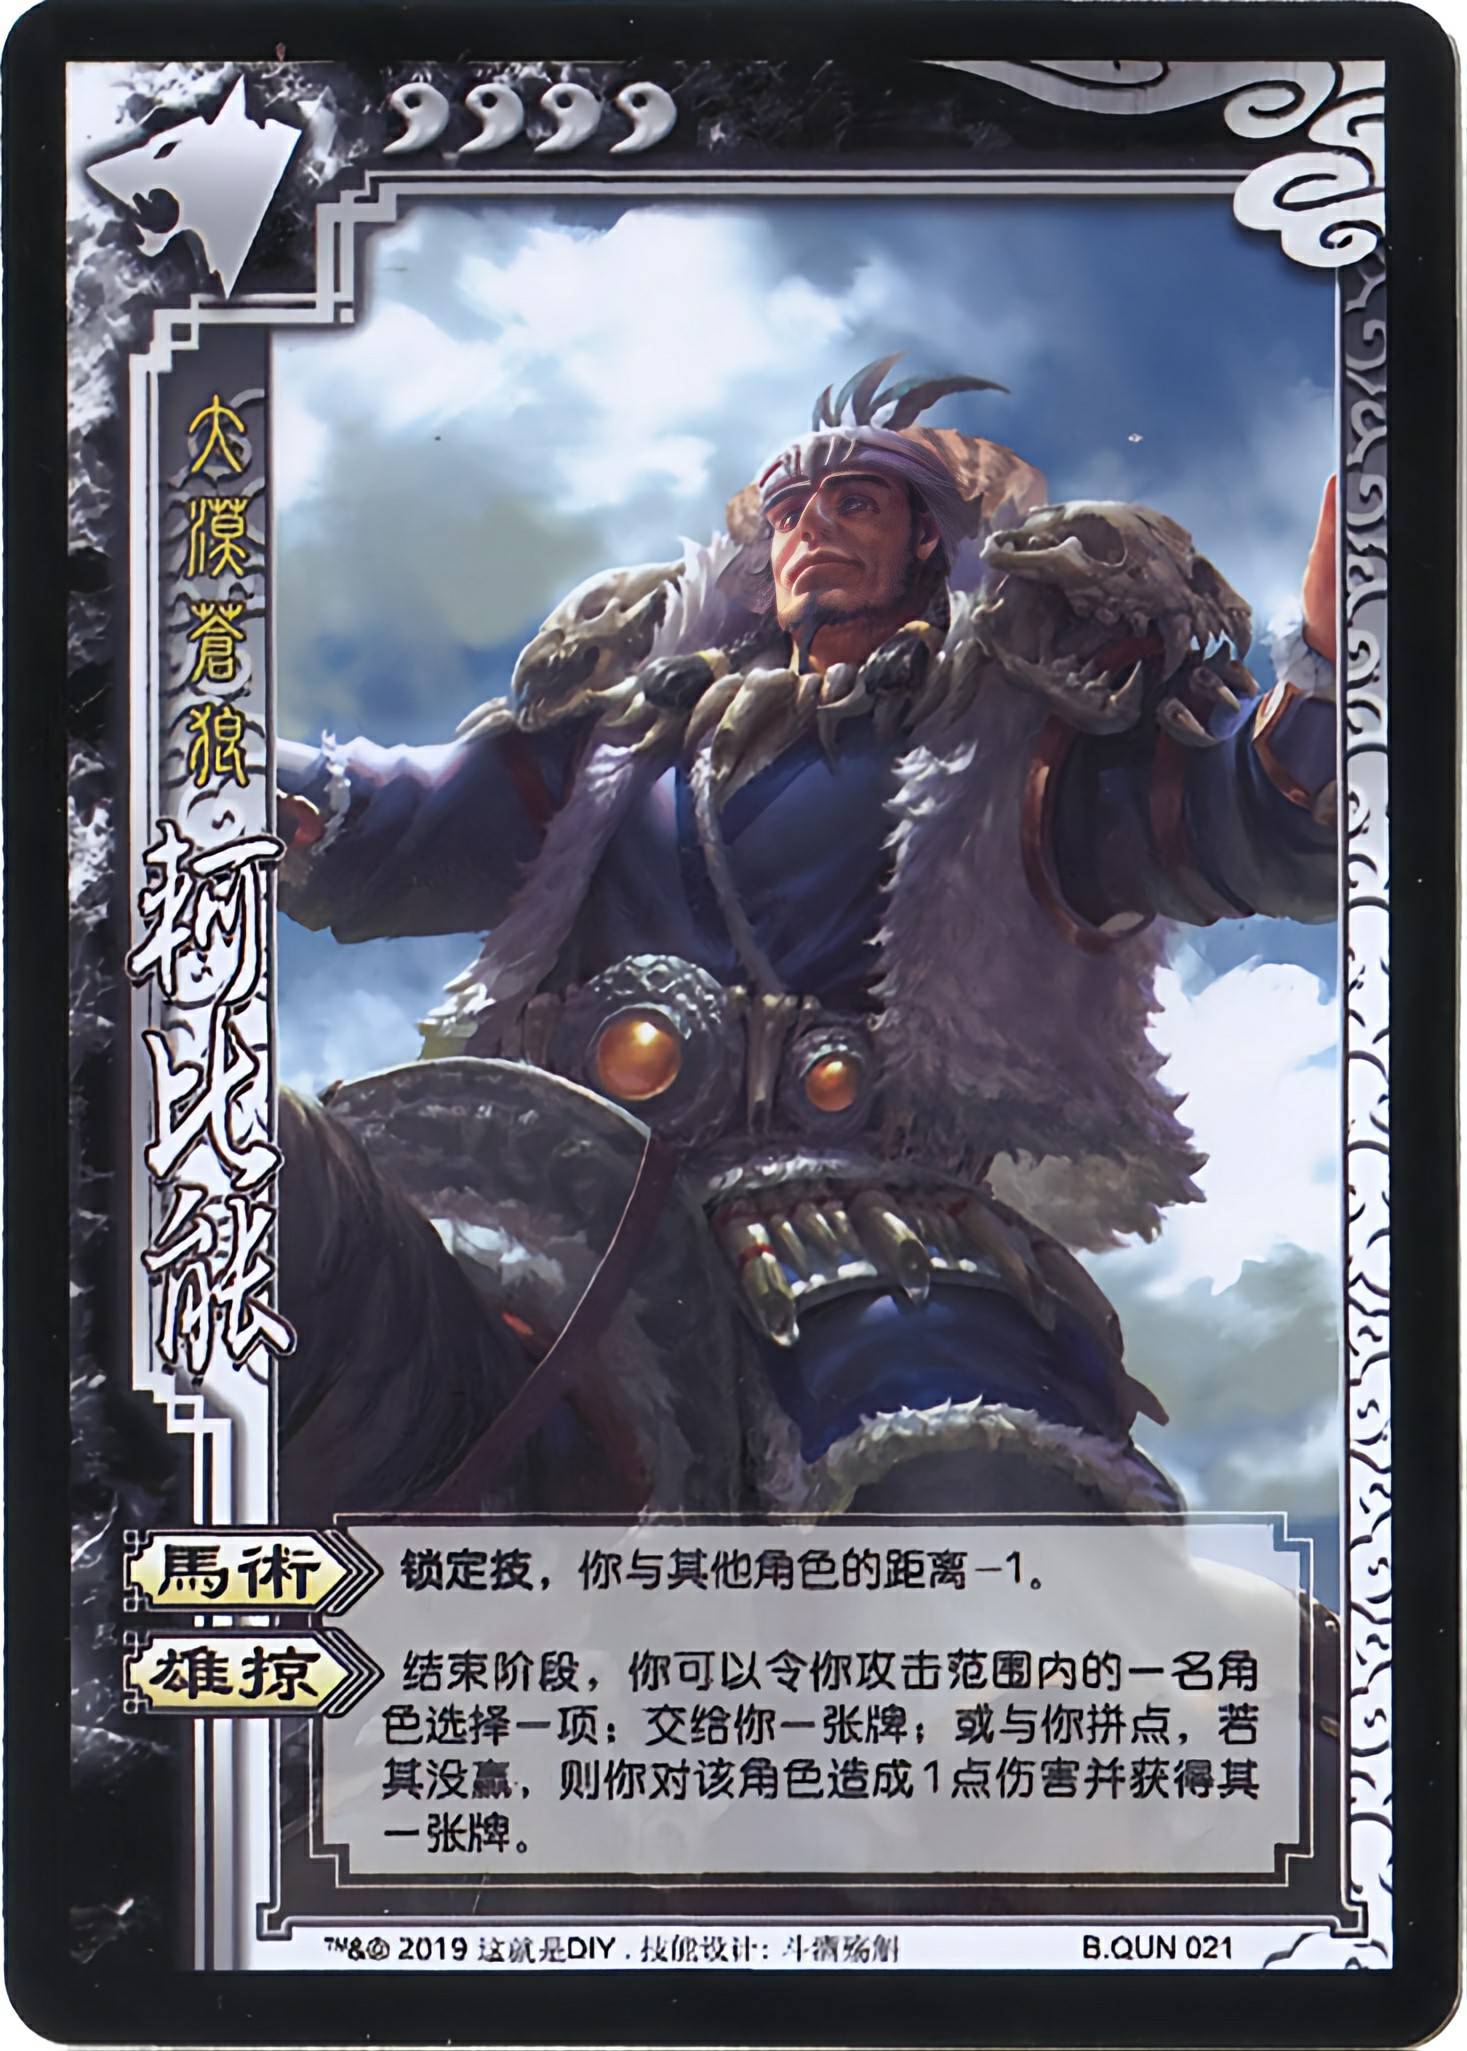 大漠蒼狼
軻比能
馬術
锁定技，你与其他角色的距离-1。
雄掠
结束阶段，你可以令你攻击范围内的一名角
色选择一项：交给你一张牌；或与你拼点，若
其没赢，则你对该角色造成1点伤害并获得其
一张牌。
™&© 2019 这就是DIY . 技能设计：
B.QUN 021